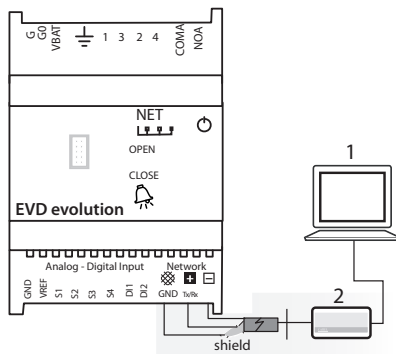 G G0 VBAT 1 3 2 4 COMA NOA
NET
OPEN
CLOSE
EVD evolution
Analog - Digital Input Network
GND VREF S1 S2 S3 S4 DI1 DI2 GND Tx/Rx
shield
1
2